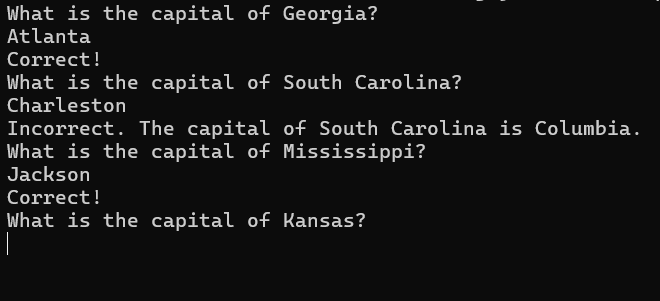 What is the capital of Georgia?
Atlanta
Correct!
What is the capital of South Carolina?
Charleston
Incorrect. The capital of South Carolina is Columbia.
What is the capital of Mississippi?
Jackson
Correct!
What is the capital of Kansas?